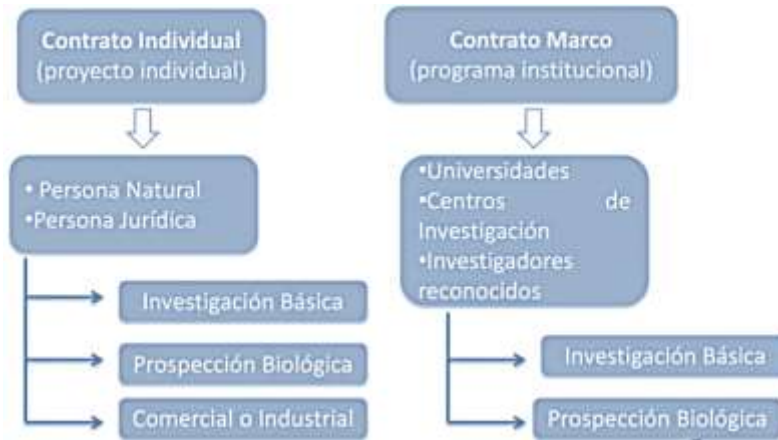 Contrato Individual
(proyecto individual)
• Persona Natural
•Persona Jurídica
Investigación Básica
Prospección Biológica
Comercial o Industrial
Contrato Marco
(programa institucional)
•Universidades
•Centros de
Investigación
•Investigadores
reconocidos
Investigación Básica
Prospección Biológica